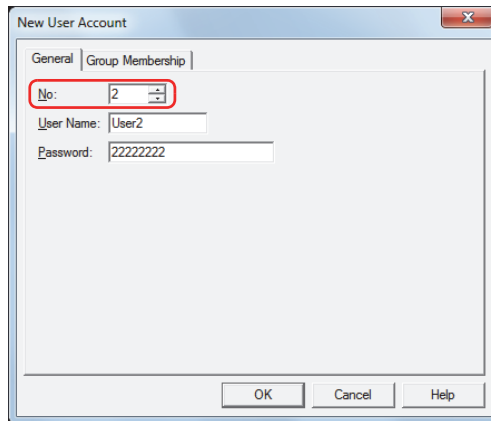 New User Account
General Group Membership
No: 2
User Name: User2
Password: 22222222
OK Cancel Help